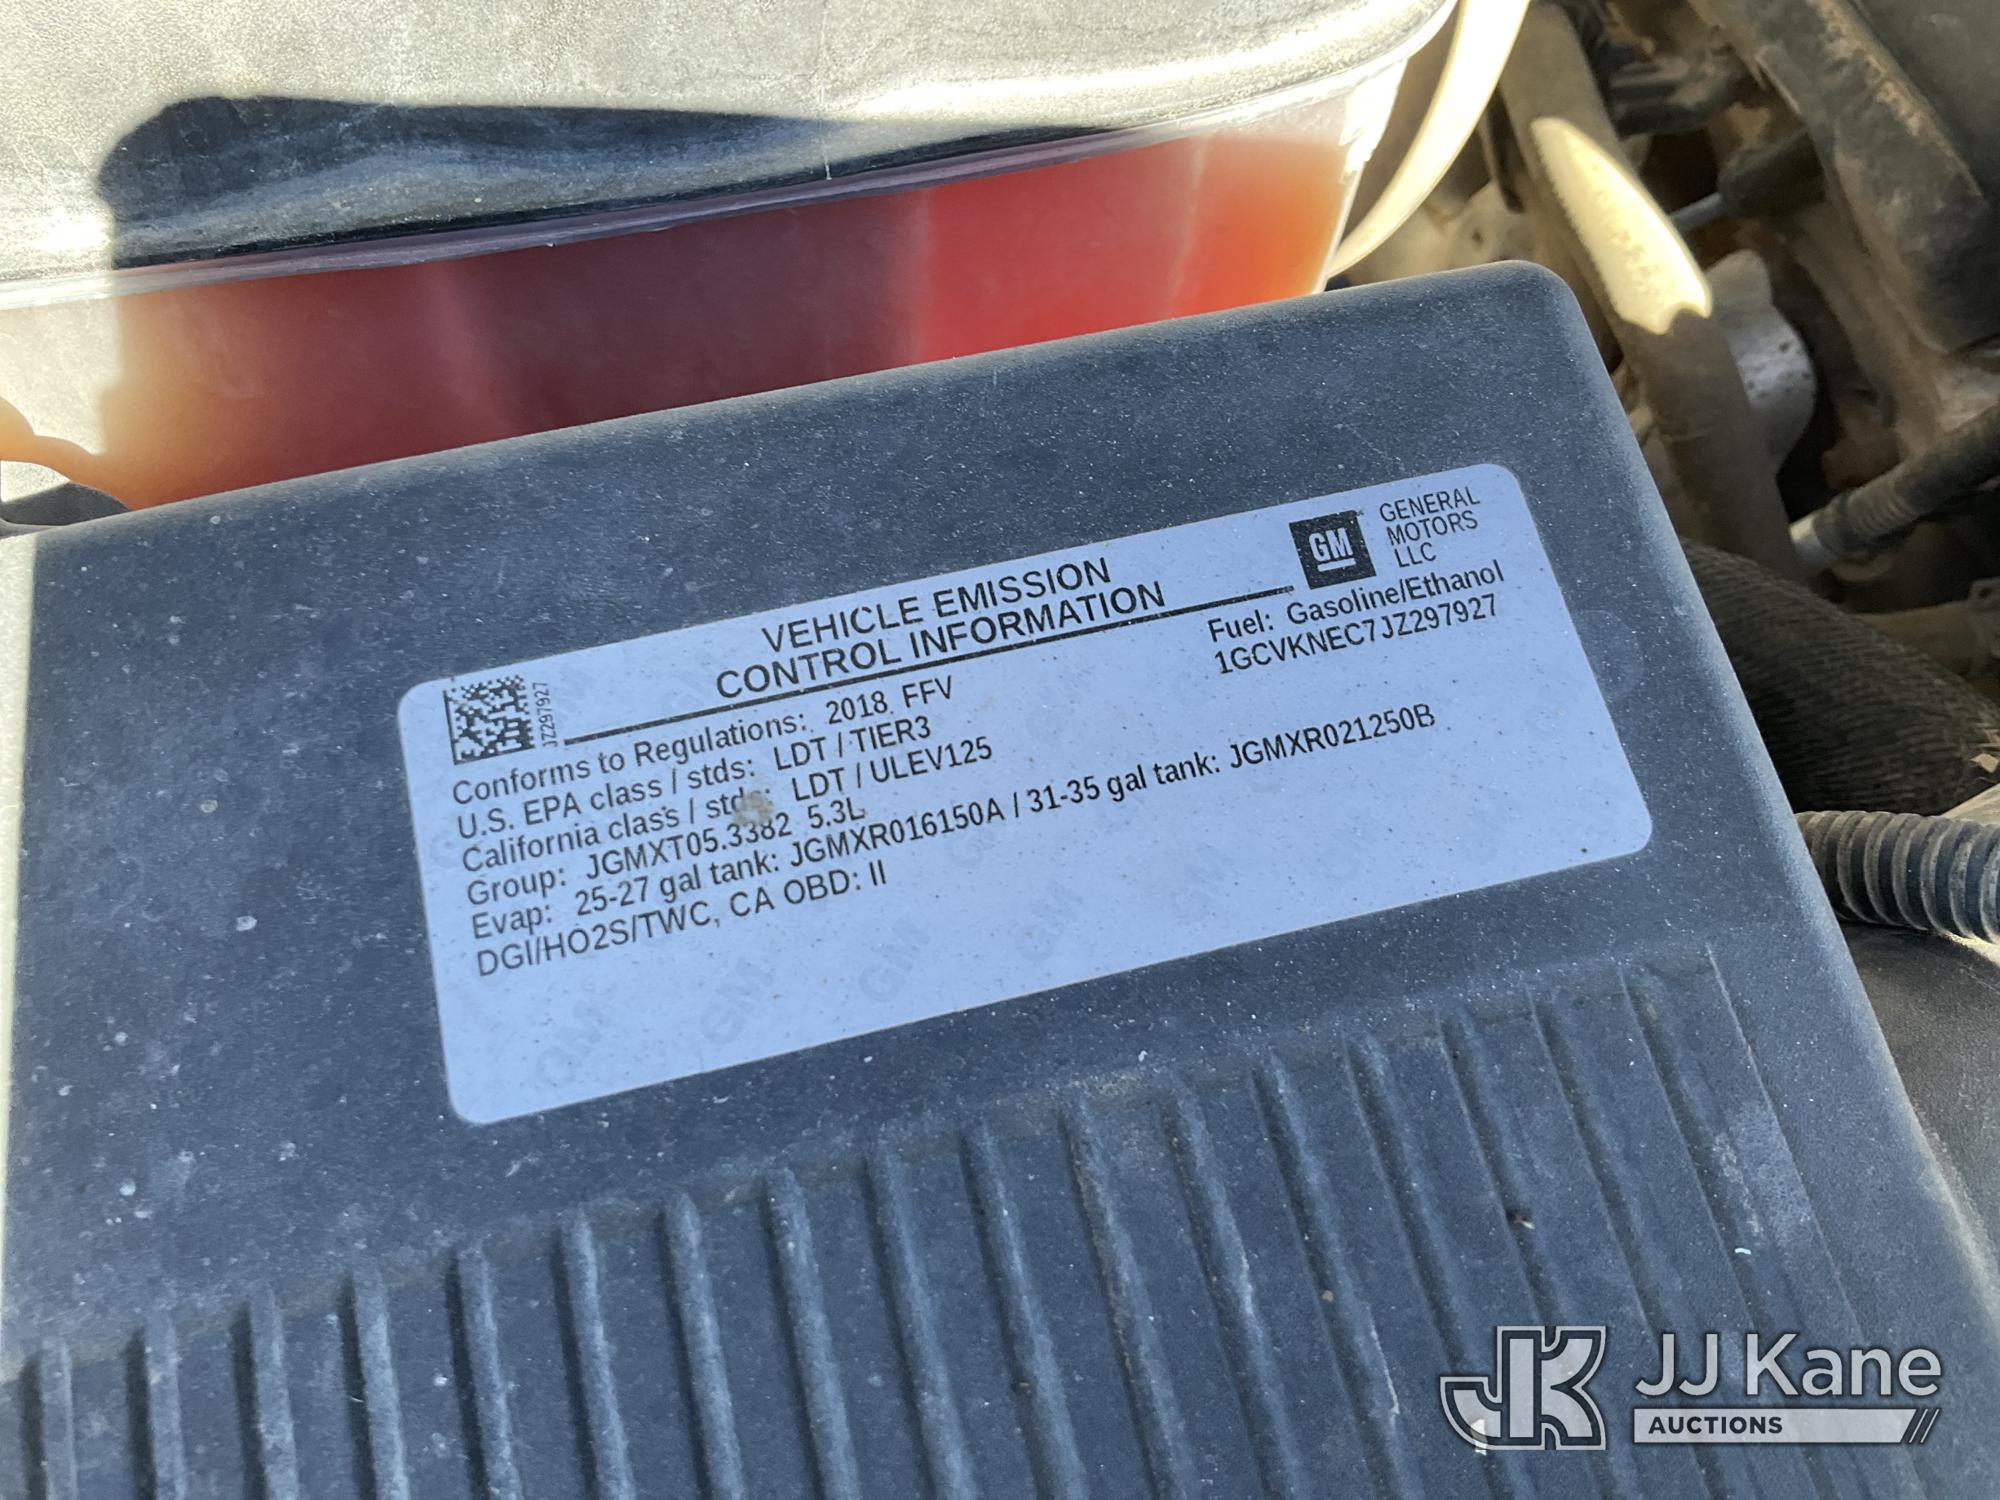 VEHICLE EMISSION
CONTROL INFORMATION
GM
GENERAL
MOTORS
LLC
Fuel: Gasoline/Ethanol
1GCVKNEC7JZ297927
JZ297927
Conforms to Regulations: 2018 FFV
U.S. EPA class / stds: LDT / TIER3
California class / stds: LDT / ULEV125
Group: JGMXT05.3382 5.3L
Evap: 25-27 gal tank: JGMXR016150A / 31-35 gal tank: JGMXR021250B
DGI/HO2S/TWC, CA OBD: II
JK JJ Kane
AUCTIONS